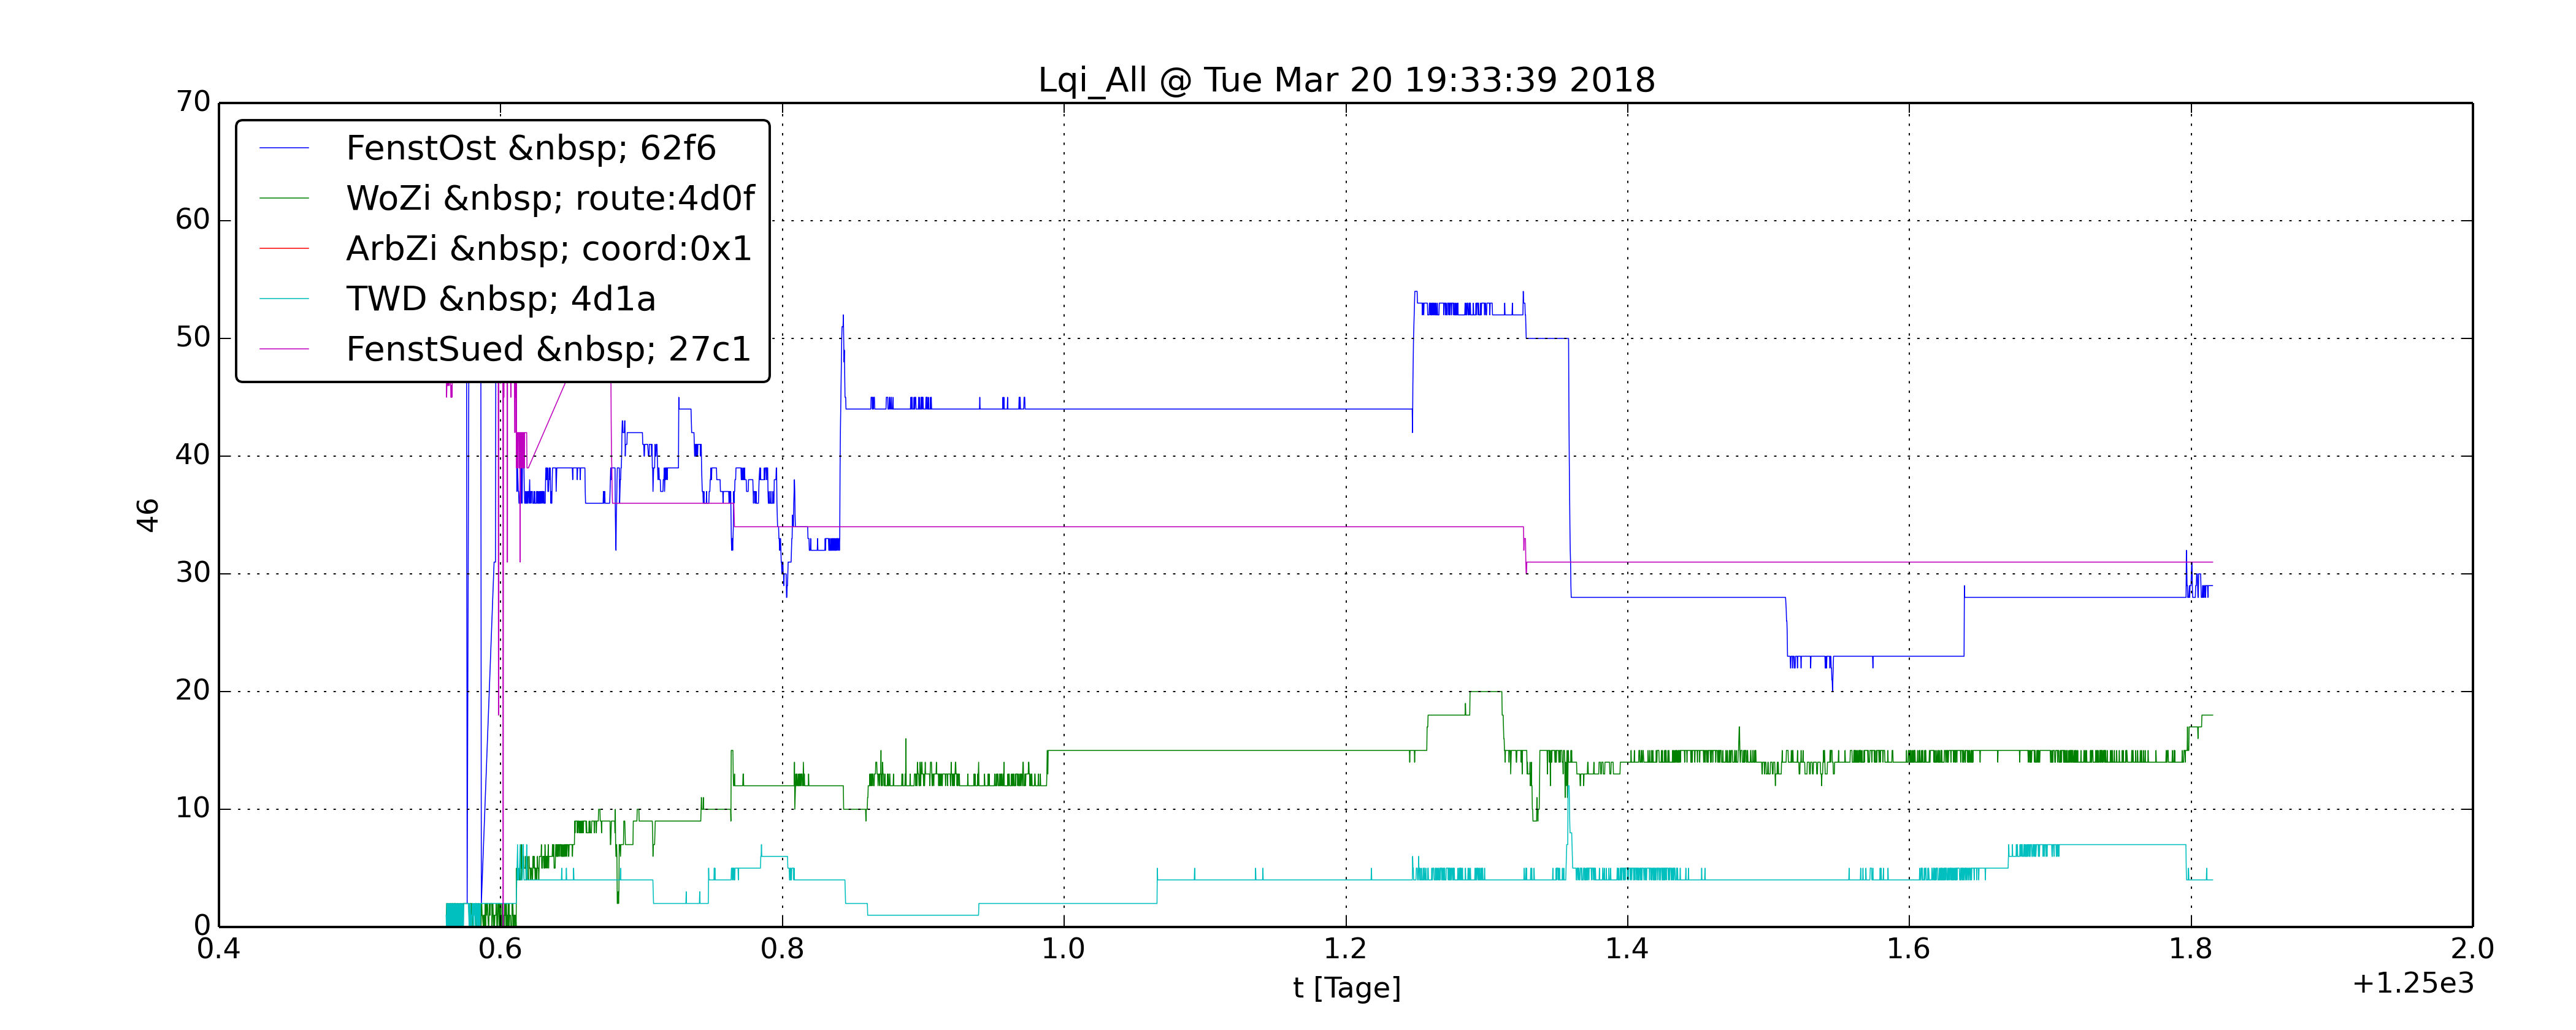 Lqi_All @ Tue Mar 20 19:33:39 2018
70
60
50
40
30
20
10
0
46
FenstOst &nbsp; 62f6
WoZi &nbsp; route:4d0f
ArbZi &nbsp; coord:0x1
TWD &nbsp; 4d1a
FenstSued &nbsp; 27c1
0.4 0.6 0.8 1.0 1.2 1.4 1.6 1.8 2.0
+1.25e3
t [Tage]